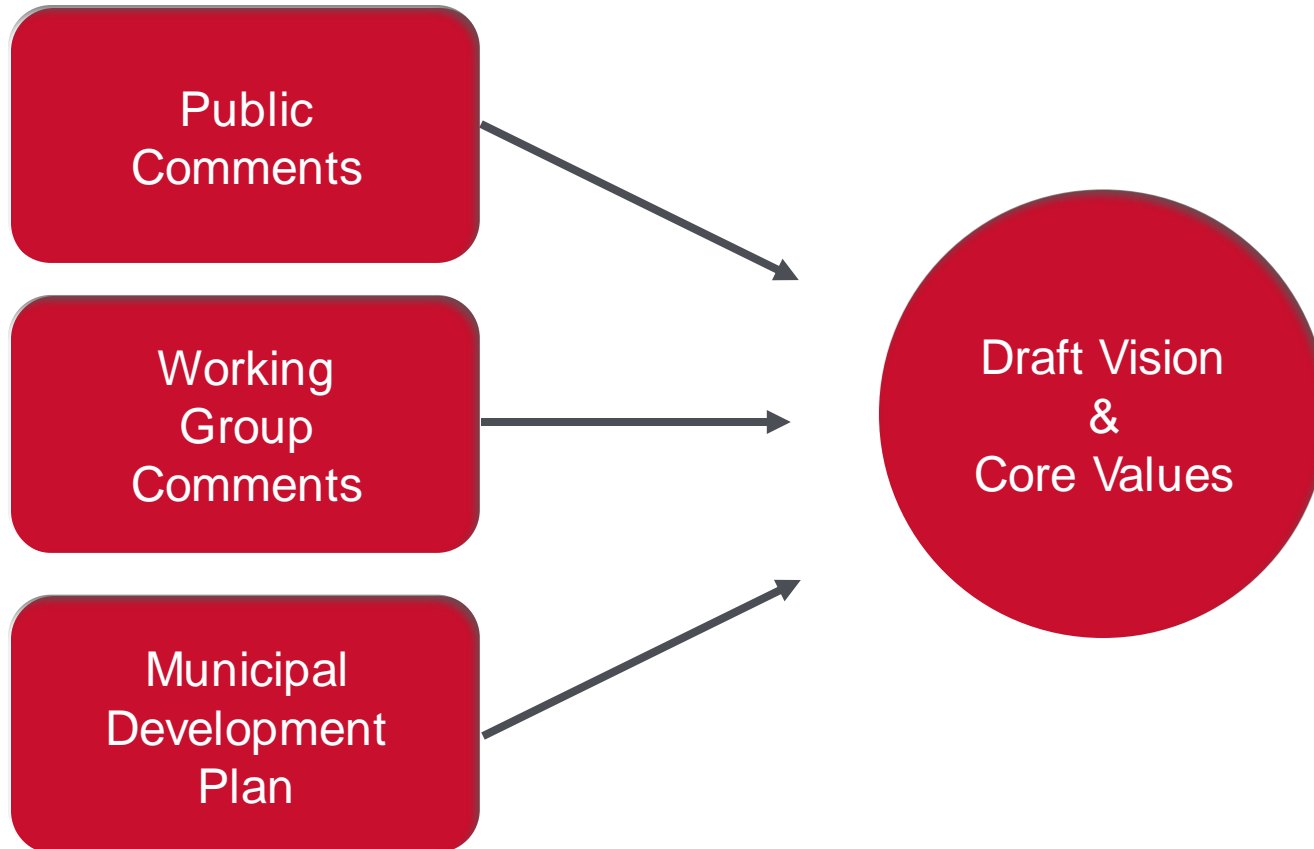 Public
Comments
Working
Group
Comments
Municipal
Development
Plan
Draft Vision
&
Core Values